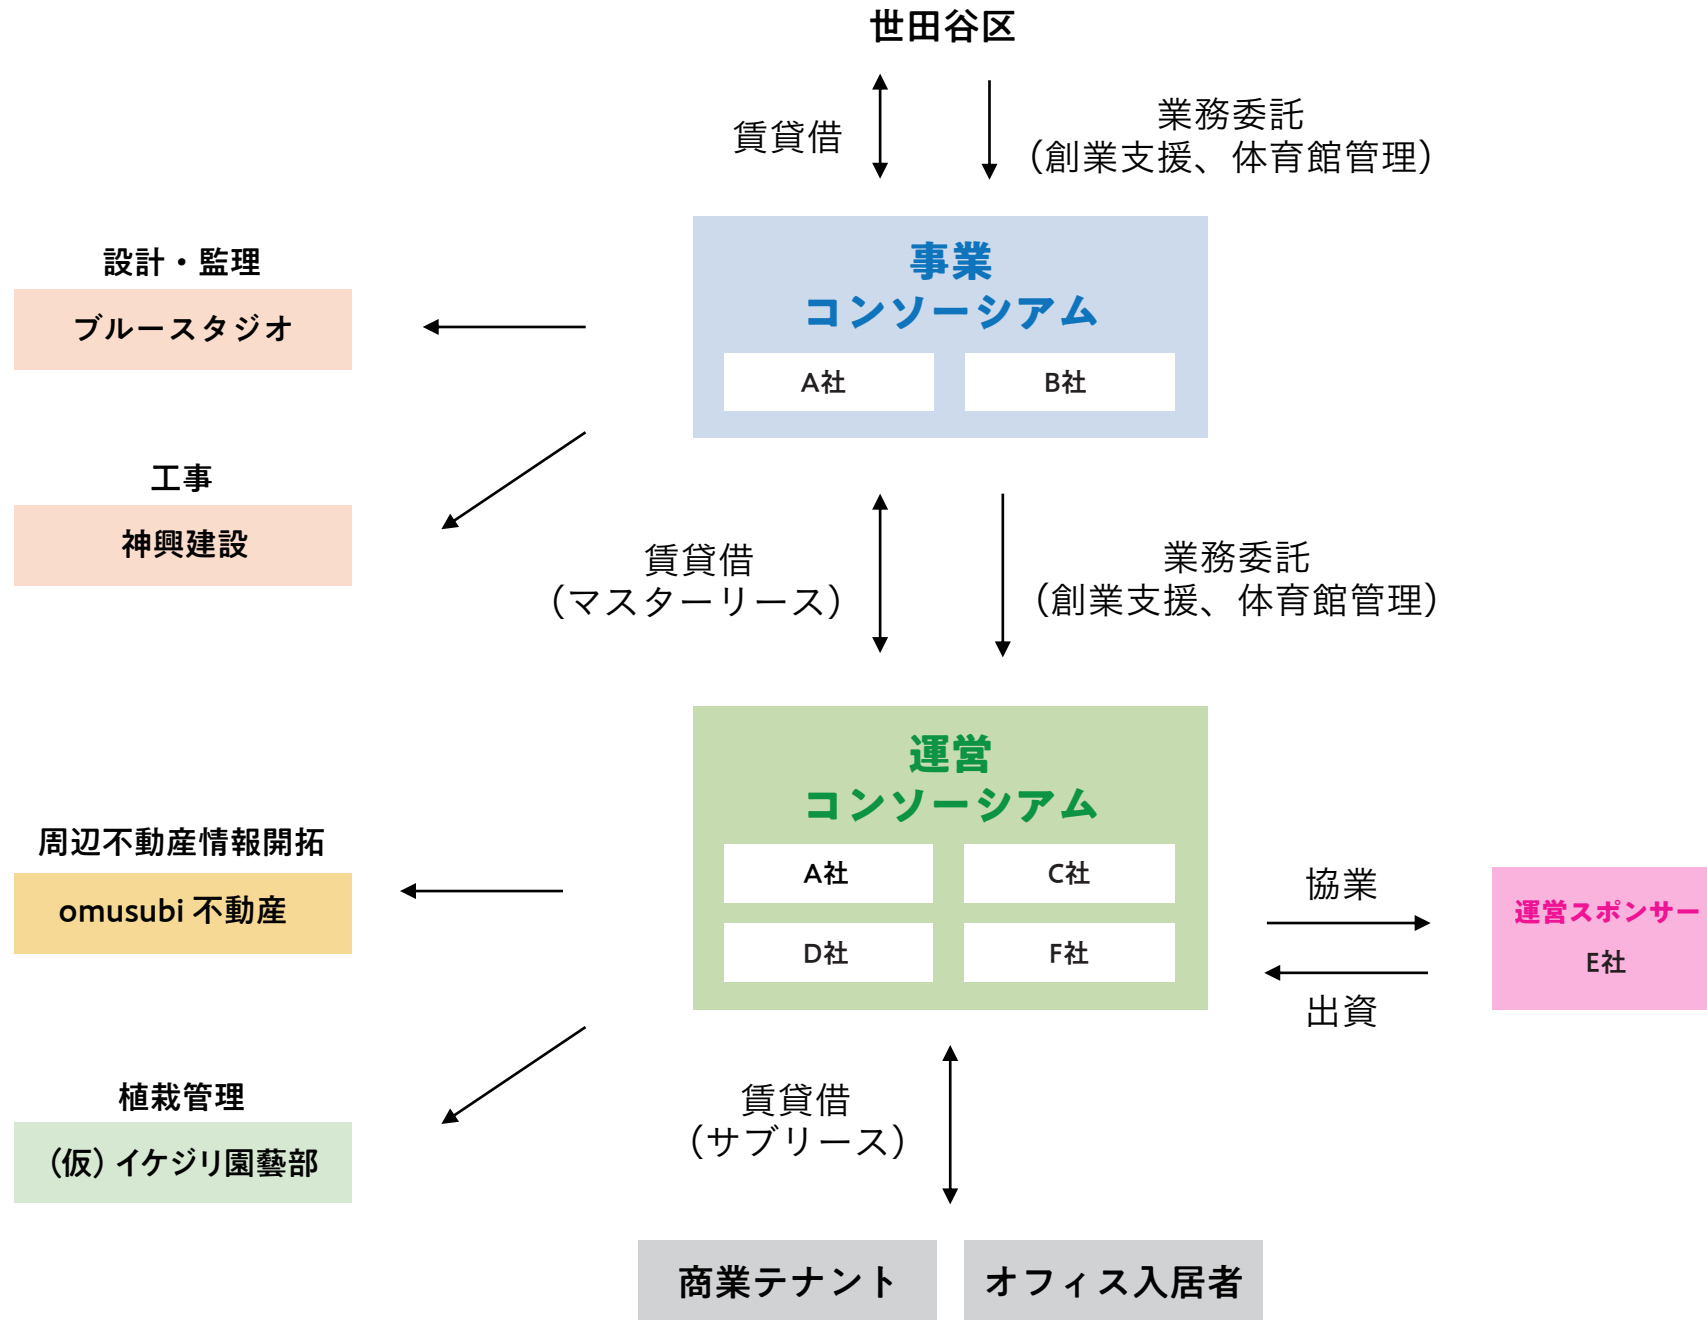 世田谷区
賃貸借
業務委託
（創業支援、体育館管理）
事業
コンソーシアム
A社
B社
設計・監理
ブルースタジオ
工事
神興建設
賃貸借
（マスターリース）
業務委託
（創業支援、体育館管理）
運営
コンソーシアム
A社
C社
D社
F社
周辺不動産情報開拓
omusubi 不動産
植栽管理
（仮）イケジリ園藝部
協業
出資
運営スポンサー
E社
賃貸借
（サブリース）
商業テナント
オフィス入居者